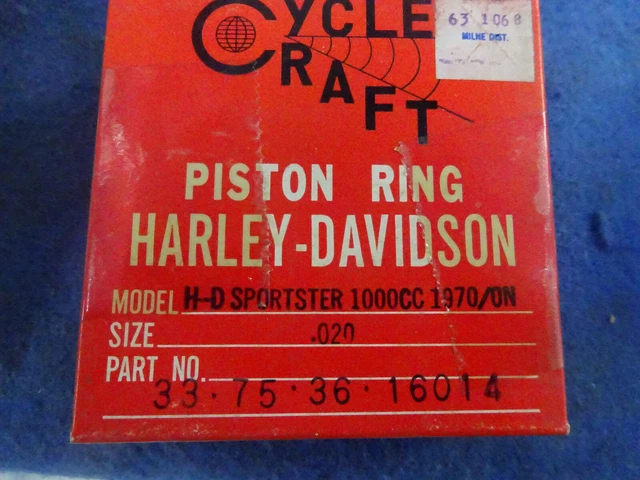 CYCLE
CRAFT
63 1068
MILNE DIST.
PISTON RING
HARLEY-DAVIDSON
MODEL H-D SPORTSTER 1000CC 1970/ON
SIZE .020
PART NO.
33·75·36·16014